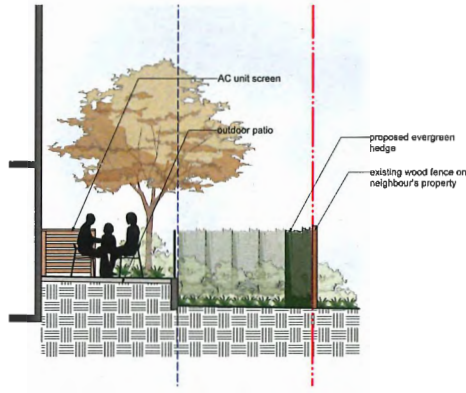 AC unit screen
outdoor patio
proposed evergreen
hedge
existing wood fence on
neighbour's property